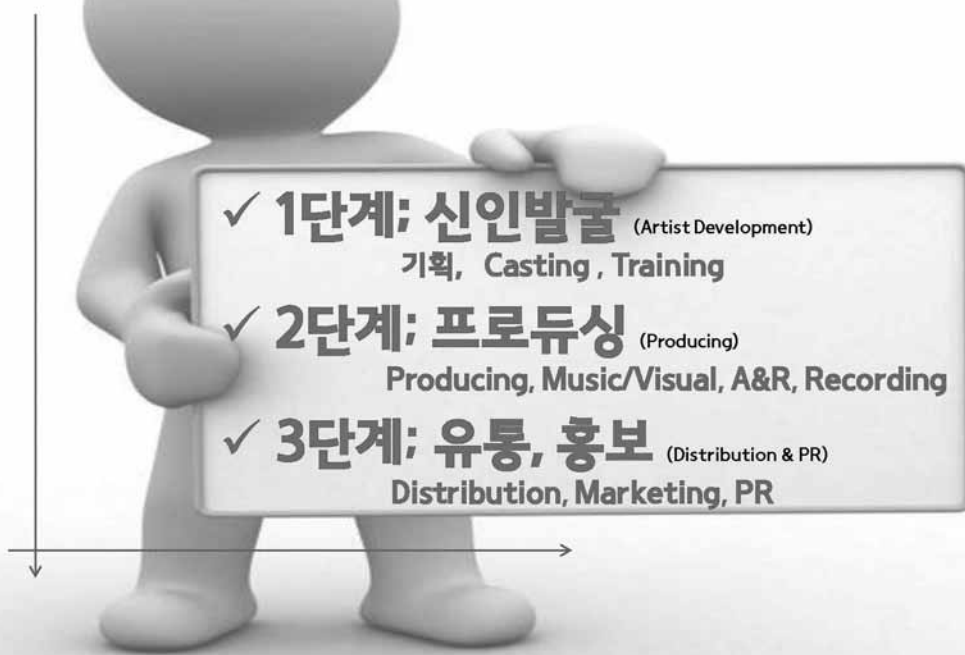 ✓ 1단계; 신인발굴 (Artist Development)
기획, Casting , Training
✓ 2단계; 프로듀싱 (Producing)
Producing, Music/Visual, A&R, Recording
✓ 3단계; 유통, 홍보 (Distribution & PR)
Distribution, Marketing, PR